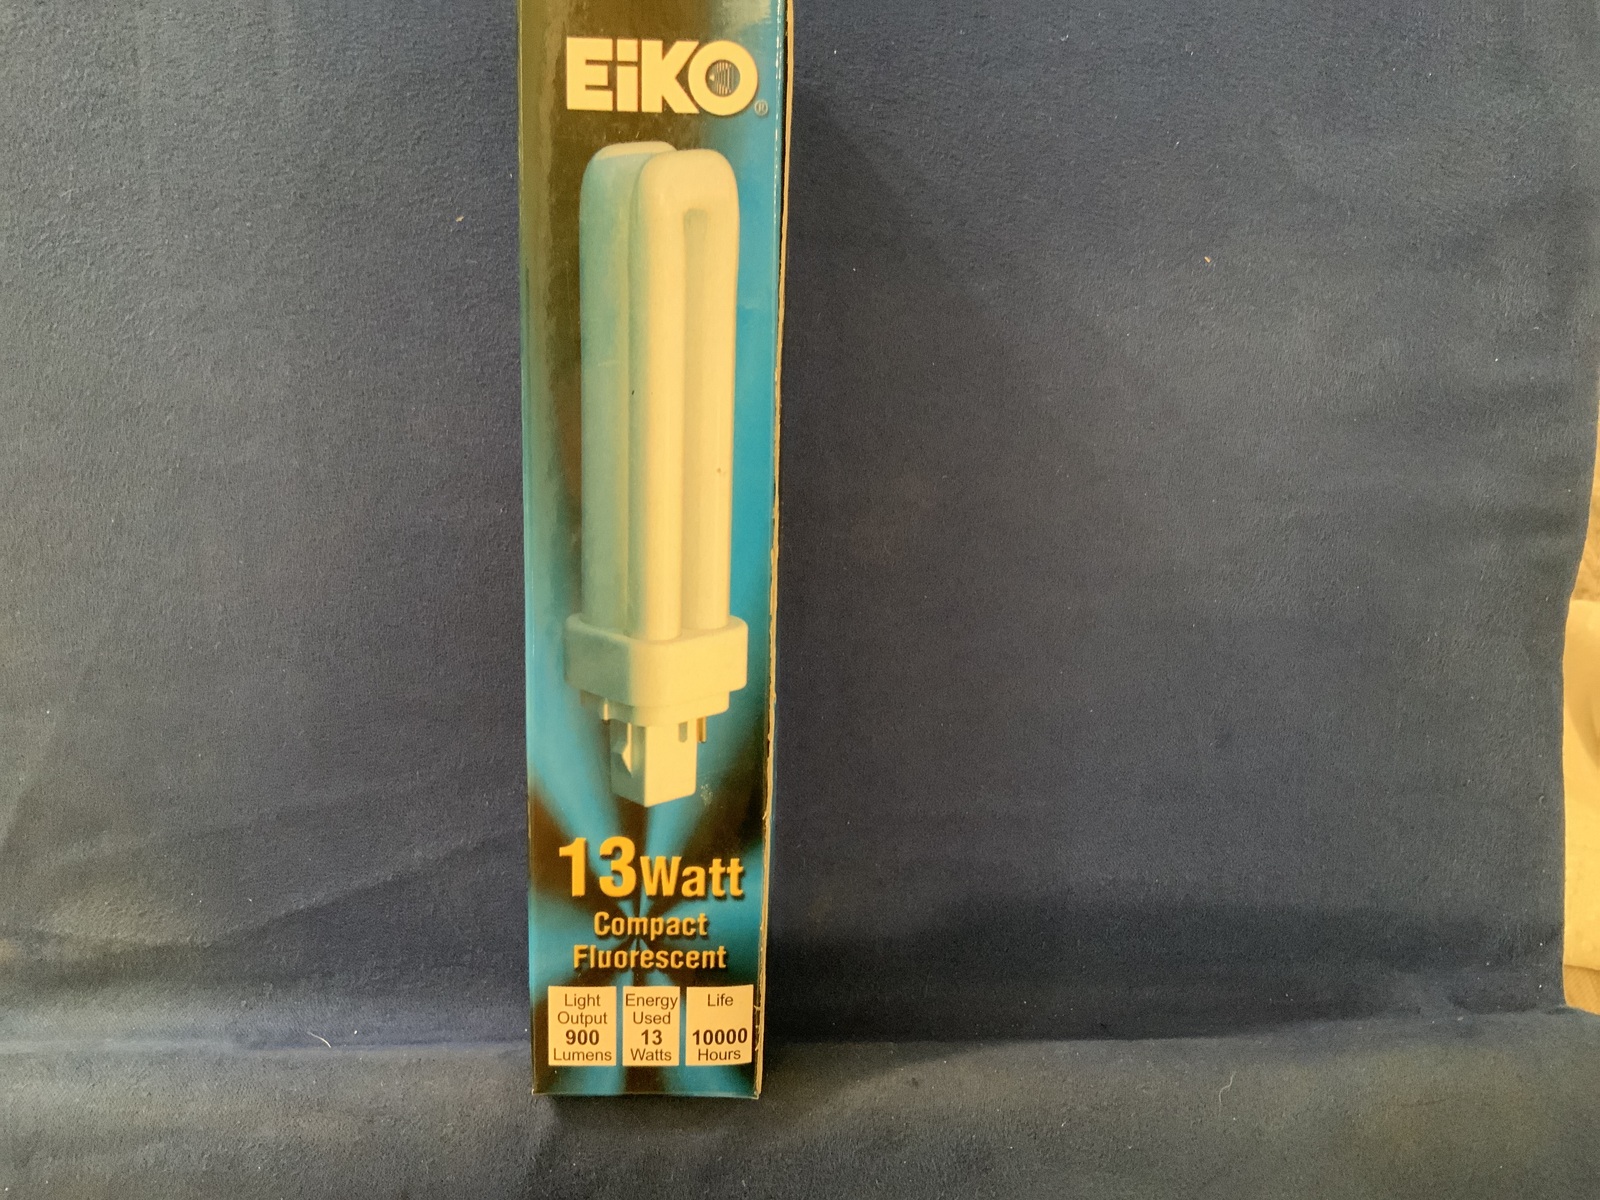 EiKO®
13Watt
Compact
Fluorescent
Light
Output
900
Lumens
Energy
Used
13
Watts
Life
10000
Hours